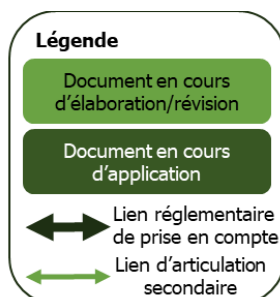 Légende
Document en cours
d’élaboration/révision
Document en cours
d’application
Lien réglementaire
de prise en compte
Lien d’articulation
secondaire